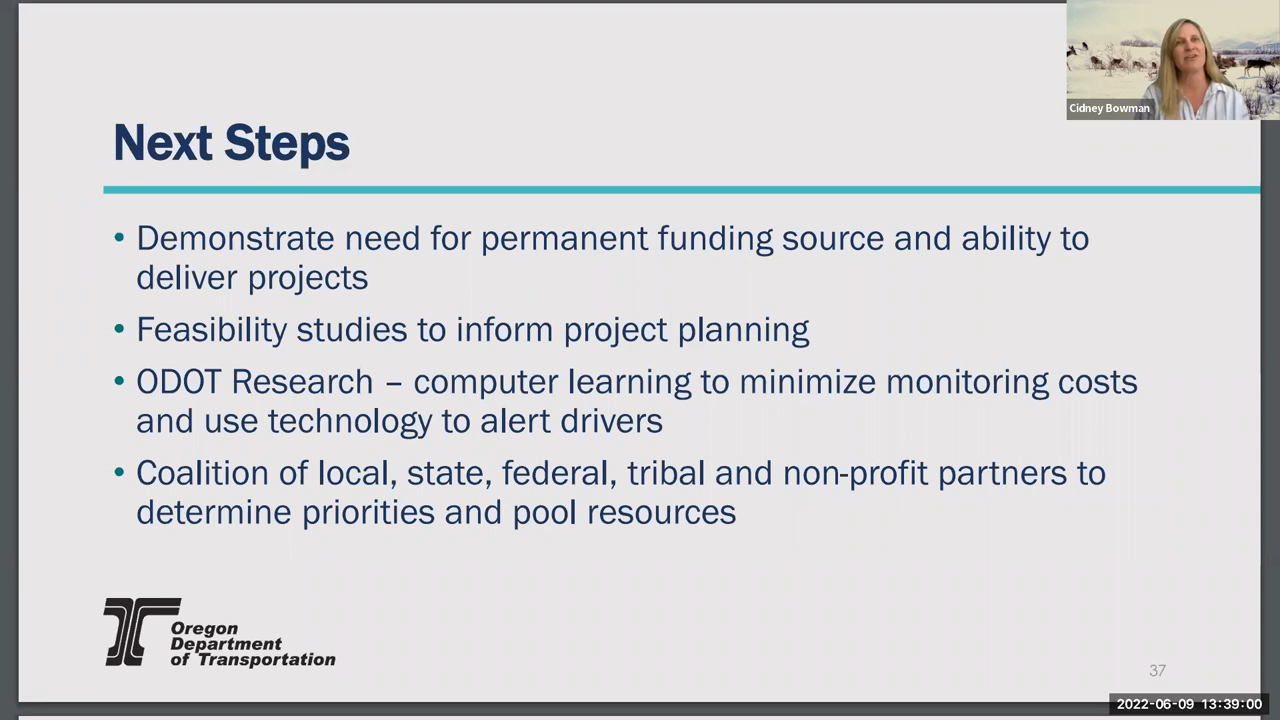 Cidney Bowman
Next Steps
• Demonstrate need for permanent funding source and ability to
deliver projects
• Feasibility studies to inform project planning
• ODOT Research – computer learning to minimize monitoring costs
and use technology to alert drivers
• Coalition of local, state, federal, tribal and non-profit partners to
determine priorities and pool resources
Oregon
Department
of Transportation
37
2022-06-09 13:39:00